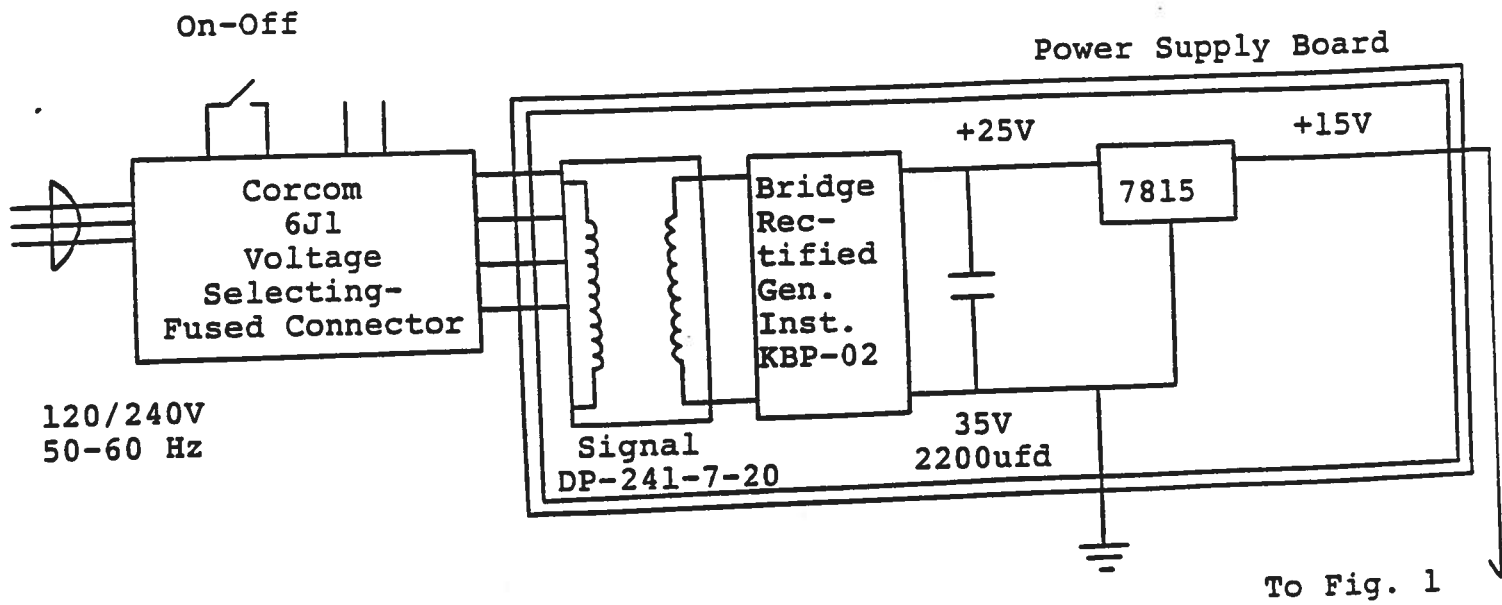 On-Off
Power Supply Board
+25V
+15V
Corcom
6J1
Voltage
Selecting-
Fused Connector
Bridge
Rec-
tified
Gen.
Inst.
KBP-02
7815
120/240V
50-60 Hz
35V
2200ufd
Signal
DP-241-7-20
To Fig. 1